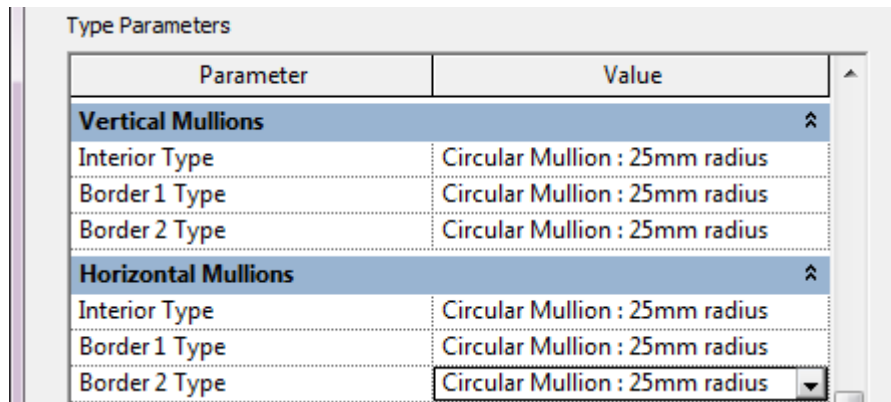 Type Parameters
Parameter Value
Vertical Mullions
Interior Type Circular Mullion : 25mm radius
Border 1 Type Circular Mullion : 25mm radius
Border 2 Type Circular Mullion : 25mm radius
Horizontal Mullions
Interior Type Circular Mullion : 25mm radius
Border 1 Type Circular Mullion : 25mm radius
Border 2 Type Circular Mullion : 25mm radius